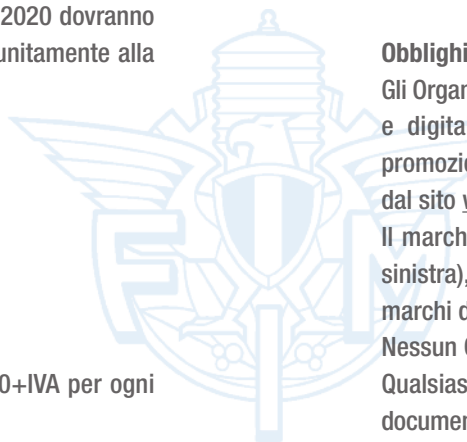 2020 dovranno
unitamente alla
0+IVA per ogni
Obblighi
Gli Organ
e digita
promozio
dal sito
Il march
sinistra),
marchi d
Nessun
Qualsias
documen
F M